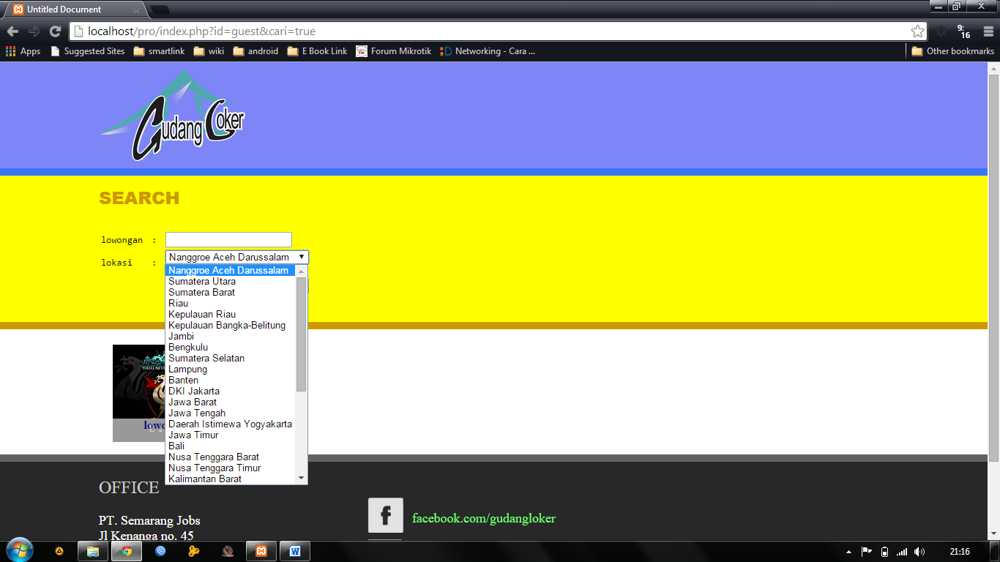 Untitled Document
localhost/pro/index.php?id=guest&cari=true
9:
16
Apps
Suggested Sites
smartlink
wiki
android
E Book Link
Forum Mikrotik
Networking - Cara ...
Other bookmarks
Gudang Loker
SEARCH
lowongan :
lokasi :
Nanggroe Aceh Darussalam
Nanggroe Aceh Darussalam
Sumatera Utara
Sumatera Barat
Riau
Kepulauan Riau
Kepulauan Bangka-Belitung
Jambi
Bengkulu
Sumatera Selatan
Lampung
Banten
DKI Jakarta
Jawa Barat
Jawa Tengah
Daerah Istimewa Yogyakarta
Jawa Timur
Bali
Nusa Tenggara Barat
Nusa Tenggara Timur
Kalimantan Barat
OFFICE
PT. Semarang Jobs
Jl Kenanga no. 45
facebook.com/gudangloker
21:16